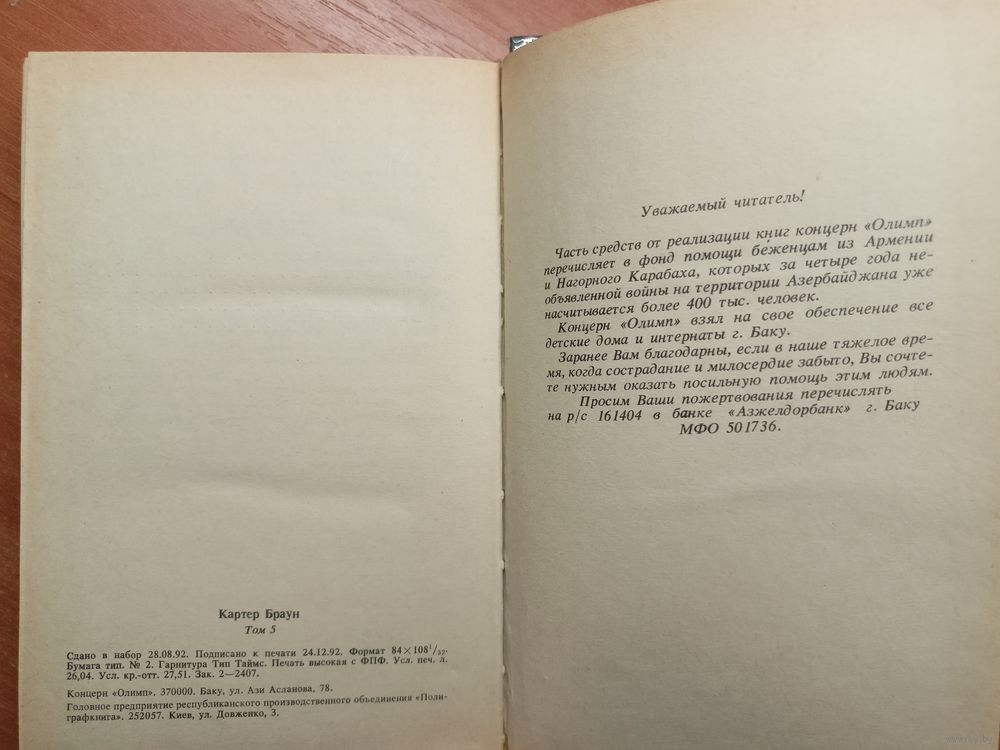 Картер Браун
Том 5
Сдано в набор 28.08.92. Подписано к печати 24.12.92. Формат 84×108¹/₃₂.
Бумага тип. № 2. Гарнитура Тип Таймс. Печать высокая с ФПФ. Усл. печ. л.
26,04. Усл. кр.-отт. 27,51. Зак. 2—2407.
Концерн «Олимп», 370000. Баку, ул. Ази Асланова, 78.
Головное предприятие республиканского производственного объединения «Поли-
графкнига». 252057. Киев, ул. Довженко, 3.
Уважаемый читатель!
Часть средств от реализации книг концерн «Олимп»
перечисляет в фонд помощи беженцам из Армении
и Нагорного Карабаха, которых за четыре года не-
объявленной войны на территории Азербайджана уже
насчитывается более 400 тыс. человек.
Концерн «Олимп» взял на свое обеспечение все
детские дома и интернаты г. Баку.
Заранее Вам благодарны, если в наше тяжелое вре-
мя, когда сострадание и милосердие забыто, Вы сочте-
те нужным оказать посильную помощь этим людям.
Просим Ваши пожертвования перечислять
на р/с 161404 в банке «Азжелдорбанк» г. Баку
МФО 501736.